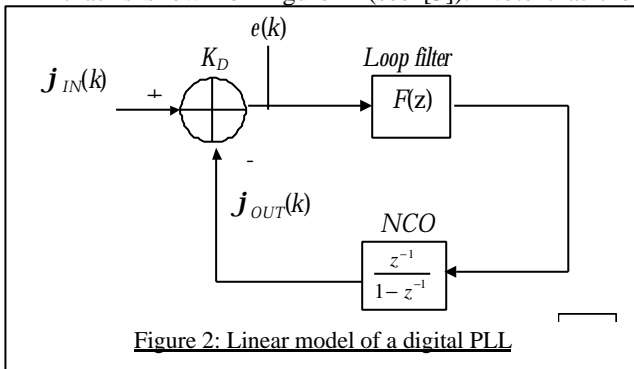 e(k)
K_D
Loop filter
j_IN(k)
+
F(z)
-
j_OUT(k)
NCO
z^-1
1- z^-1
Figure 2: Linear model of a digital PLL